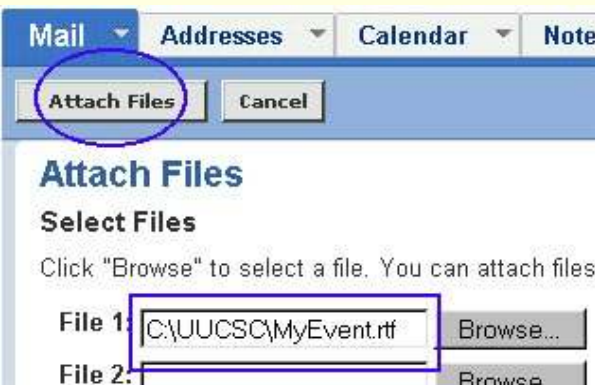 Mail Addresses Calendar Note
Attach Files Cancel
Attach Files
Select Files
Click "Browse" to select a file. You can attach files
File 1: C:\UUCSC\MyEvent.rtf Browse...
File 2: Browse